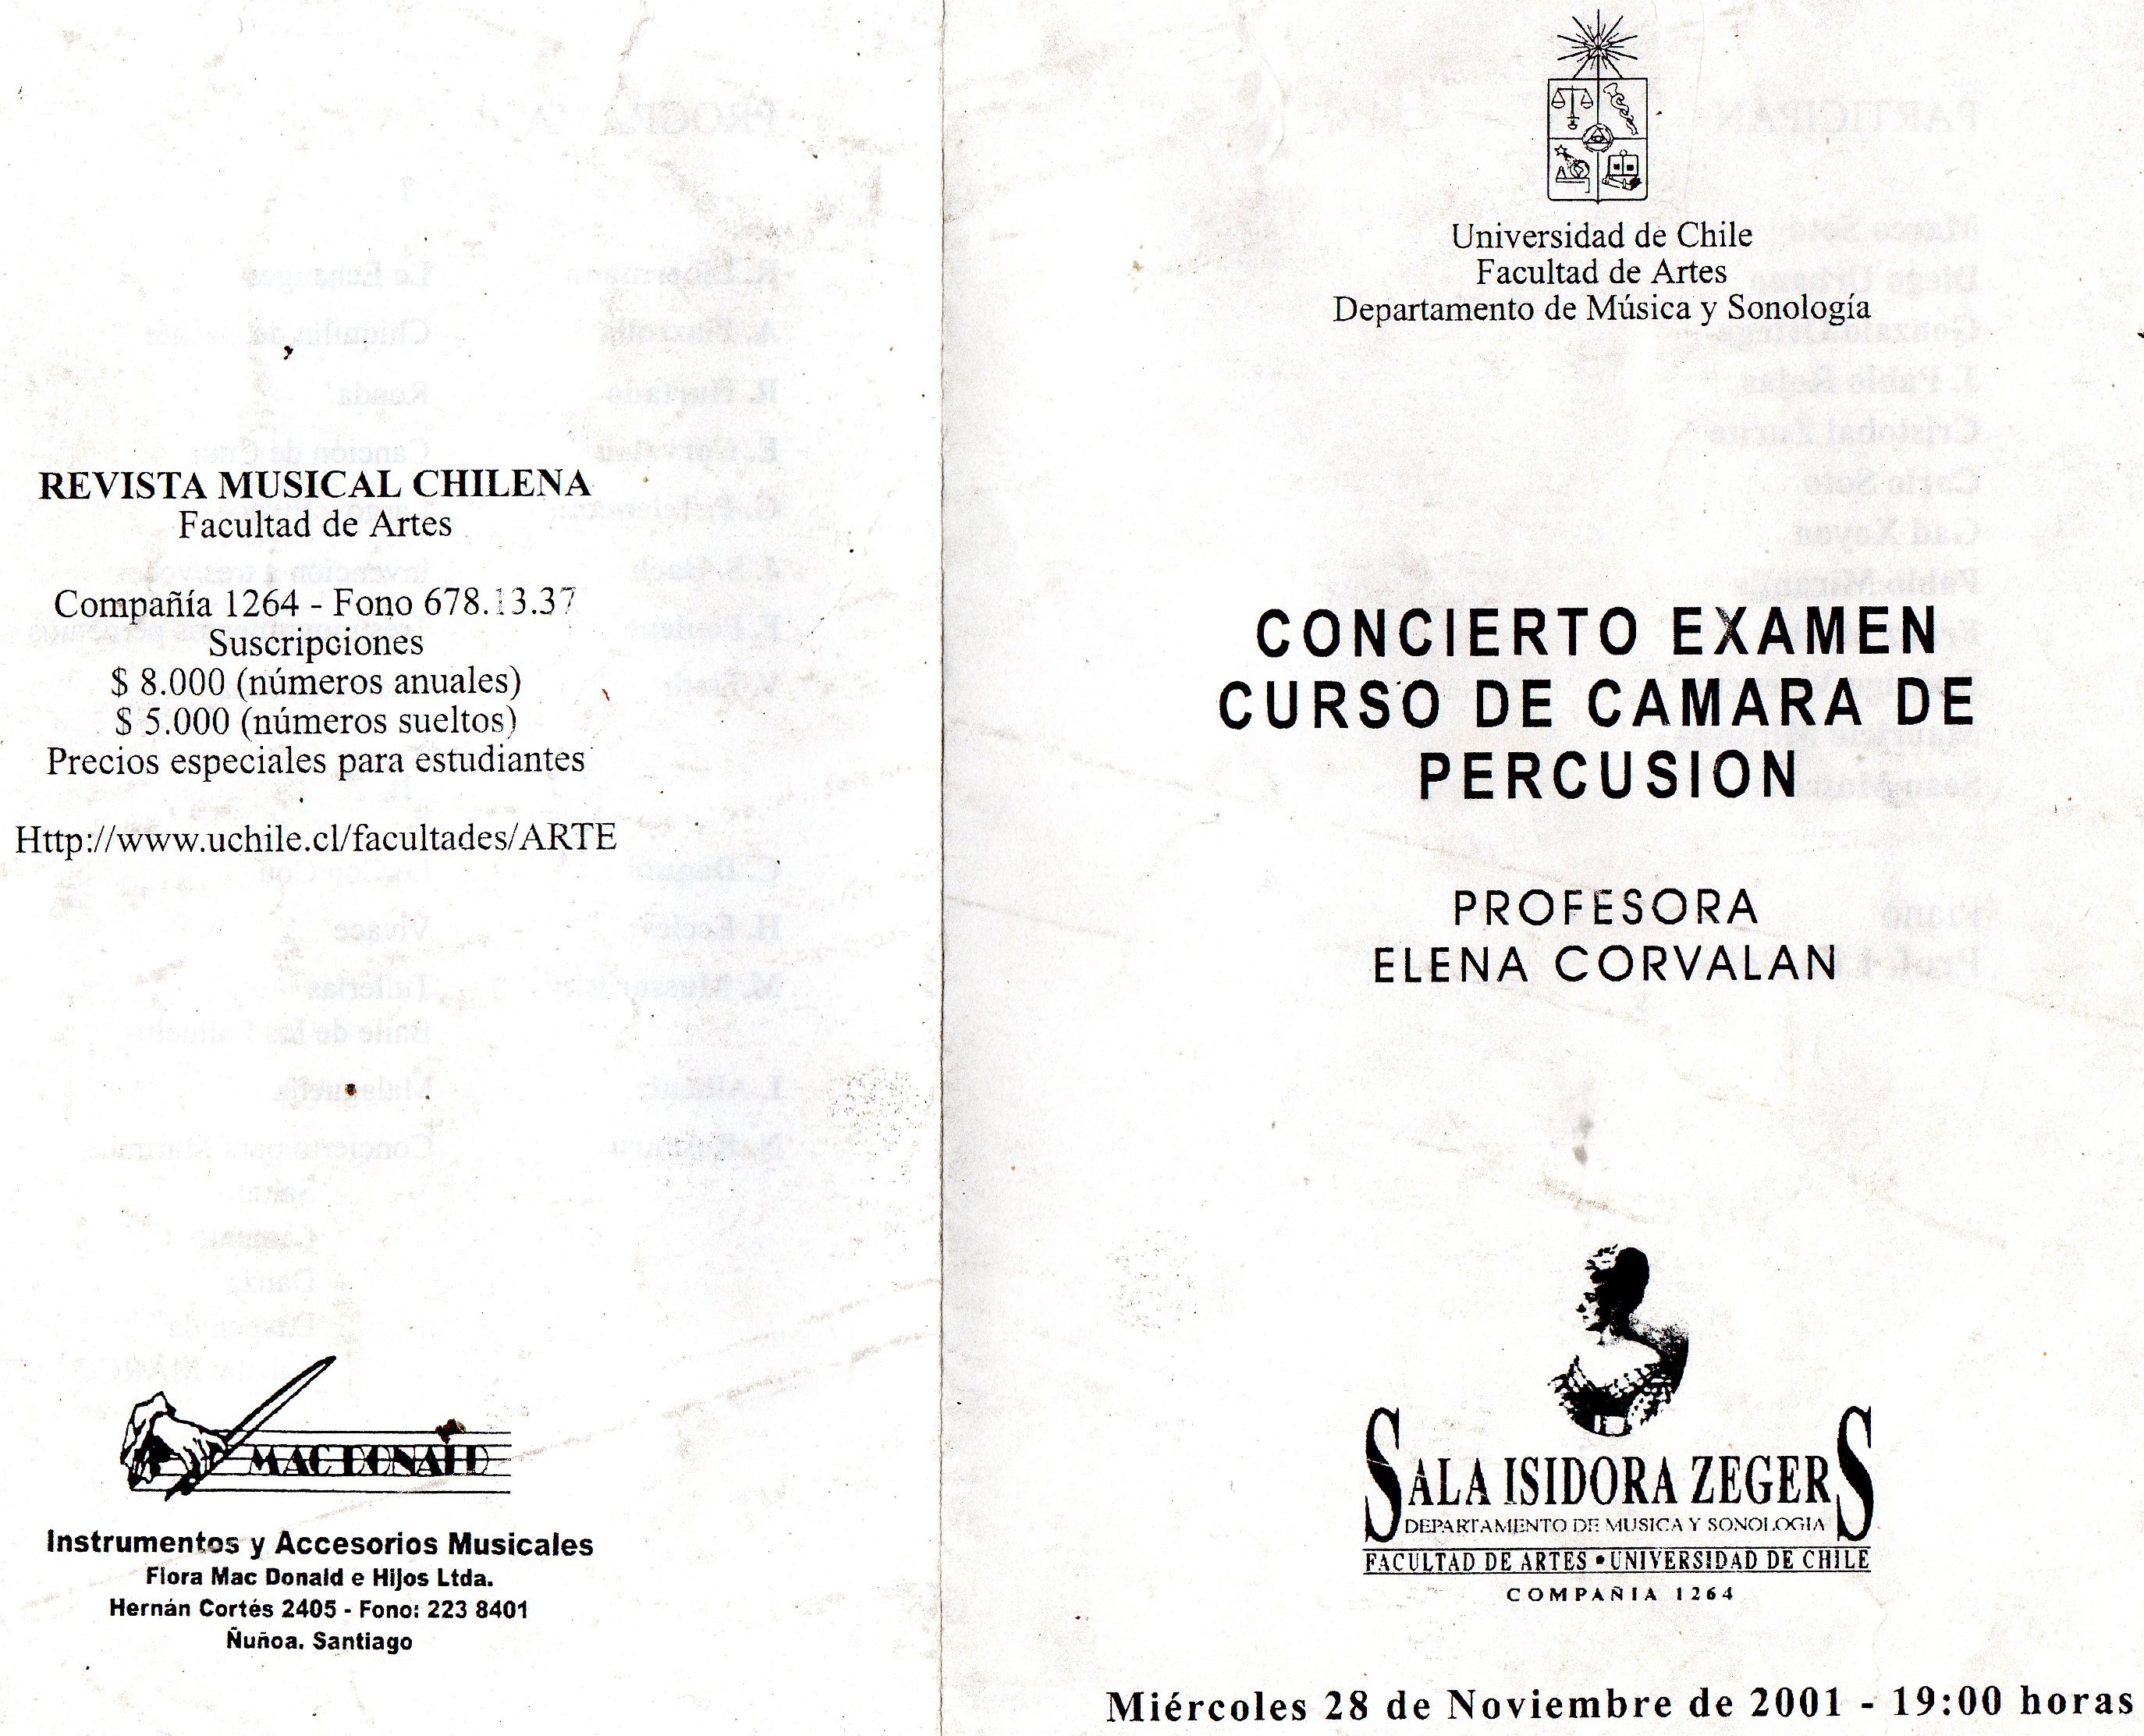 REVISTA MUSICAL CHILENA
Facultad de Artes
Compañía 1264 - Fono 678.13.37
Suscripciones
$ 8.000 (números anuales)
$ 5.000 (números sueltos)
Precios especiales para estudiantes
Http://www.uchile.cl/facultades/ARTE
MAC DONALD
Instrumentos y Accesorios Musicales
Flora Mac Donald e Hijos Ltda.
Hernán Cortés 2405 - Fono: 223 8401
Ñuñoa. Santiago
Universidad de Chile
Facultad de Artes
Departamento de Música y Sonología
CONCIERTO EXAMEN
CURSO DE CAMARA DE
PERCUSION
PROFESORA
ELENA CORVALAN
SALA ISIDORA ZEGERS
DEPARTAMENTO DE MUSICA Y SONOLOGIA
FACULTAD DE ARTES • UNIVERSIDAD DE CHILE
COMPAÑIA 1264
Miércoles 28 de Noviembre de 2001 - 19:00 horas